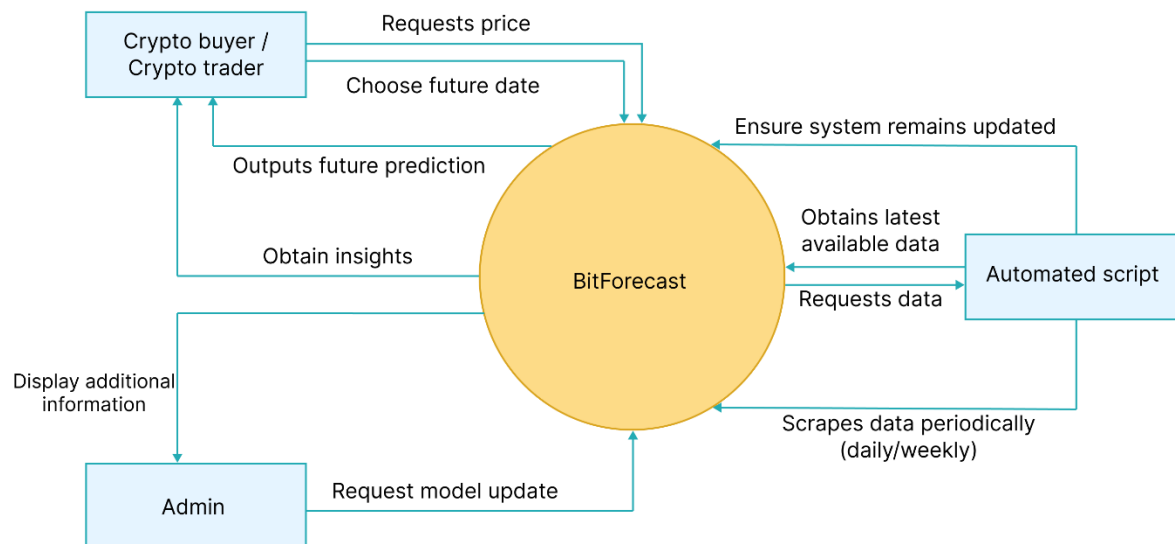 Requests price
Crypto buyer /
Crypto trader
Choose future date
Ensure system remains updated
Outputs future prediction
Obtains latest
available data
Obtain insights
BitForecast
Automated script
Requests data
Display additional
information
Scrapes data periodically
(daily/weekly)
Request model update
Admin